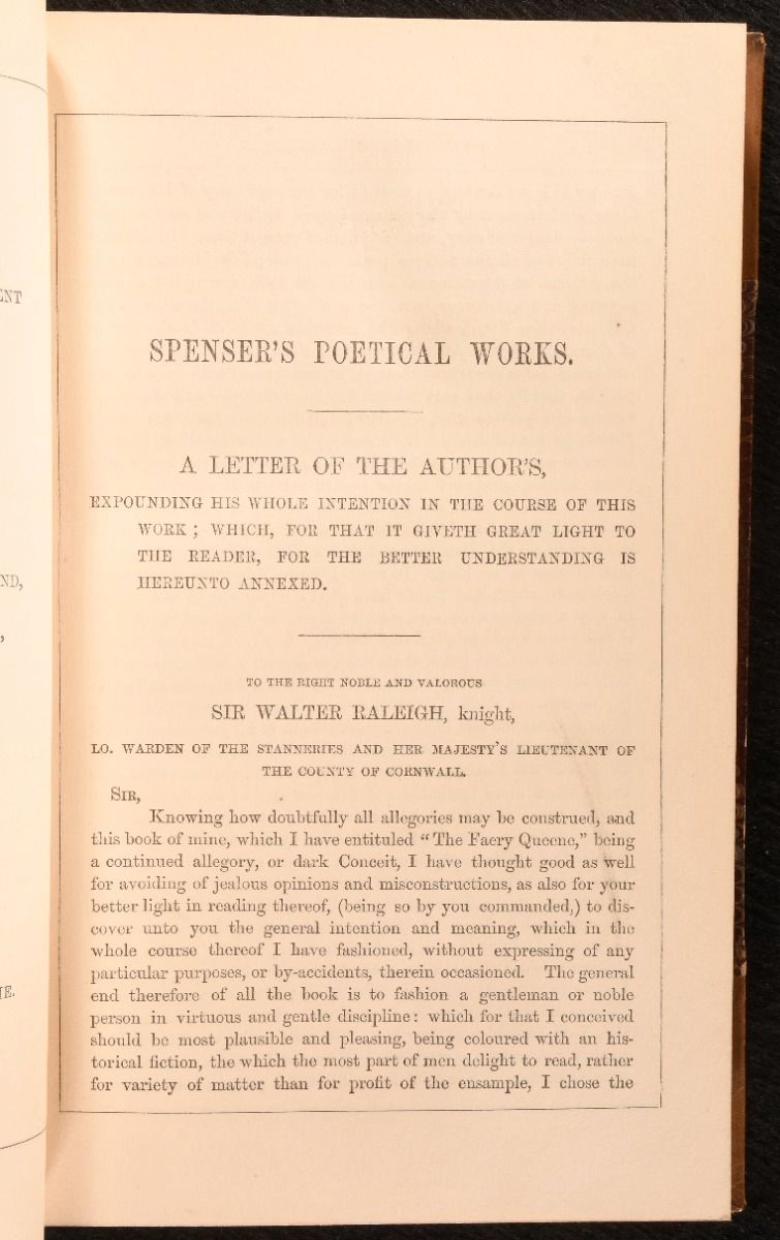 ENT
ND,
,
E.
SPENSER'S POETICAL WORKS.
A LETTER OF THE AUTHOR'S,
EXPOUNDING HIS WHOLE INTENTION IN THE COURSE OF THIS
WORK; WHICH, FOR THAT IT GIVETH GREAT LIGHT TO
THE READER, FOR THE BETTER UNDERSTANDING IS
HEREUNTO ANNEXED.
TO THE RIGHT NOBLE AND VALOROUS
SIR WALTER RALEIGH, knight,
LO. WARDEN OF THE STANNERIES AND HER MAJESTY'S LIEUTENANT OF
THE COUNTY OF CORNWALL.
SIR,
Knowing how doubtfully all allegories may be construed, and
this book of mine, which I have entituled "The Faery Queene," being
a continued allegory, or dark Conceit, I have thought good as well
for avoiding of jealous opinions and misconstructions, as also for your
better light in reading thereof, (being so by you commanded,) to dis-
cover unto you the general intention and meaning, which in the
whole course thereof I have fashioned, without expressing of any
particular purposes, or by-accidents, therein occasioned. The general
end therefore of all the book is to fashion a gentleman or noble
person in virtuous and gentle discipline: which for that I conceived
should be most plausible and pleasing, being coloured with an his-
torical fiction, the which the most part of men delight to read, rather
for variety of matter than for profit of the ensample, I chose the